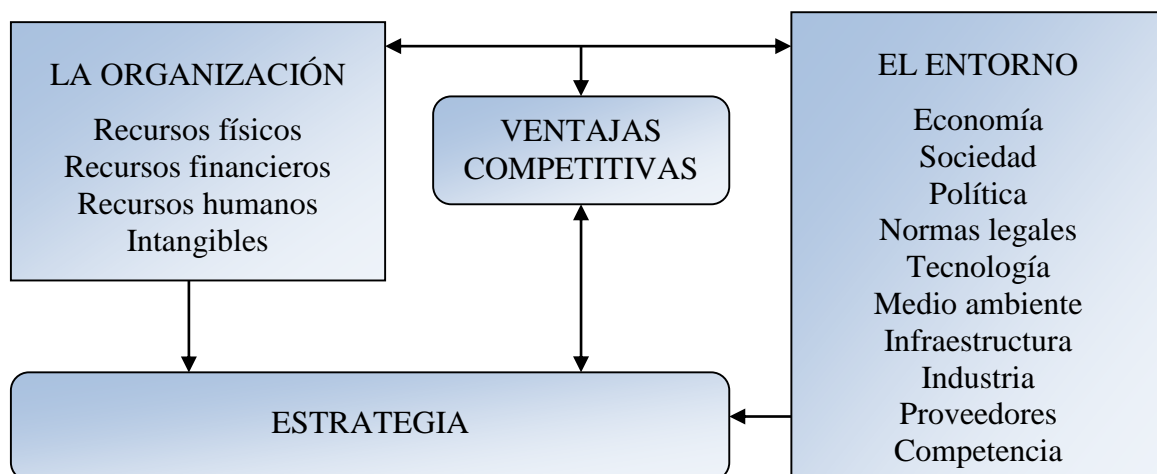 LA ORGANIZACIÓN
Recursos físicos
Recursos financieros
Recursos humanos
Intangibles
VENTAJAS
COMPETITIVAS
EL ENTORNO
Economía
Sociedad
Política
Normas legales
Tecnología
Medio ambiente
Infraestructura
Industria
Proveedores
Competencia
ESTRATEGIA